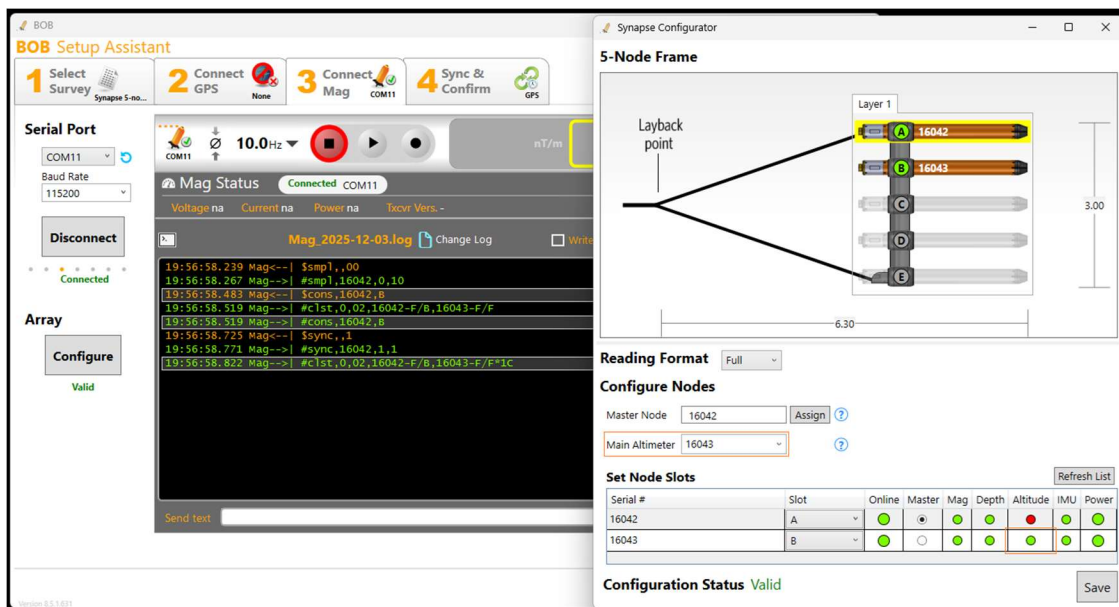 BOB
BOB Setup Assistant
1 Select Survey Synapse 5-no...
2 Connect GPS None
3 Connect Mag COM11
4 Sync & Confirm GPS
Serial Port
COM11
Baud Rate
115200
Disconnect
Connected
Array
Configure
Valid
COM11
10.0Hz
nT/m
Mag Status Connected COM11
Voltage na Current na Power na Txcvr Vers. -
Mag_2025-12-03.log Change Log Write
19:56:58.239 Mag<--| $smpl,,00
19:56:58.267 Mag-->| #smpl,16042,0,10
19:56:58.483 Mag<--| $cons,16042,B
19:56:58.519 Mag-->| #clst,0,02,16042-F/B,16043-F/F
19:56:58.519 Mag-->| #cons,16042,B
19:56:58.725 Mag<--| $sync,,1
19:56:58.771 Mag-->| #sync,16042,1,1
19:56:58.822 Mag-->| #clst,0,02,16042-F/B,16043-F/F*1C
Send text
Version 8.5.1.631
Synapse Configurator
5-Node Frame
Layer 1
Layback
point
A 16042
B 16043
C
D
E
3.00
6.30
Reading Format Full
Configure Nodes
Master Node 16042 Assign ?
Main Altimeter 16043 ?
Set Node Slots Refresh List
Serial # Slot Online Master Mag Depth Altitude IMU Power
16042 A
16043 B
Configuration Status Valid
Save